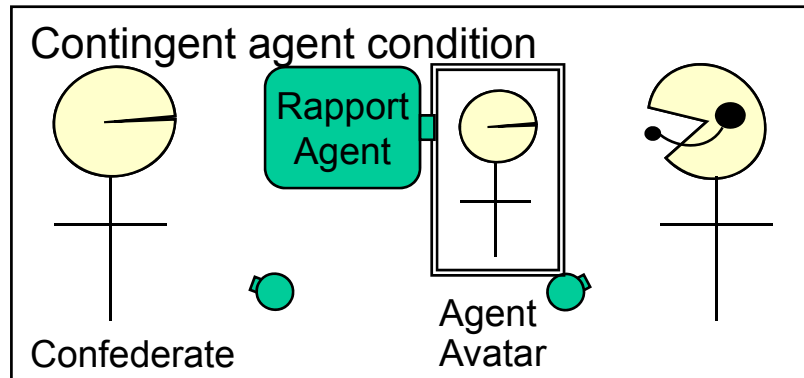 Contingent agent condition
Rapport
Agent
Confederate
Agent
Avatar